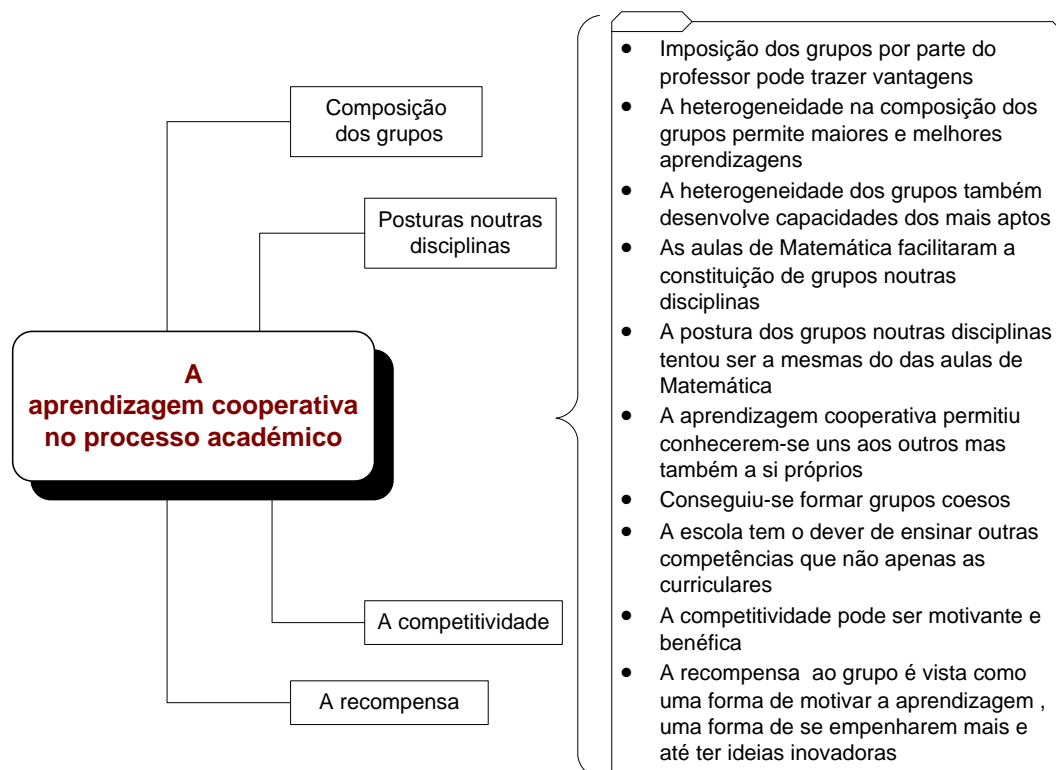 Composição
dos grupos
Posturas noutras
disciplinas
A
aprendizagem cooperativa
no processo académico
A competitividade
A recompensa
• Imposição dos grupos por parte do
professor pode trazer vantagens
• A heterogeneidade na composição dos
grupos permite maiores e melhores
aprendizagens
• A heterogeneidade dos grupos também
desenvolve capacidades dos mais aptos
• As aulas de Matemática facilitaram a
constituição de grupos noutras
disciplinas
• A postura dos grupos noutras disciplinas
tentou ser a mesmas do das aulas de
Matemática
• A aprendizagem cooperativa permitiu
conhecerem-se uns aos outros mas
também a si próprios
• Conseguiu-se formar grupos coesos
• A escola tem o dever de ensinar outras
competências que não apenas as
curriculares
• A competitividade pode ser motivante e
benéfica
• A recompensa ao grupo é vista como
uma forma de motivar a aprendizagem ,
uma forma de se empenharem mais e
até ter ideias inovadoras